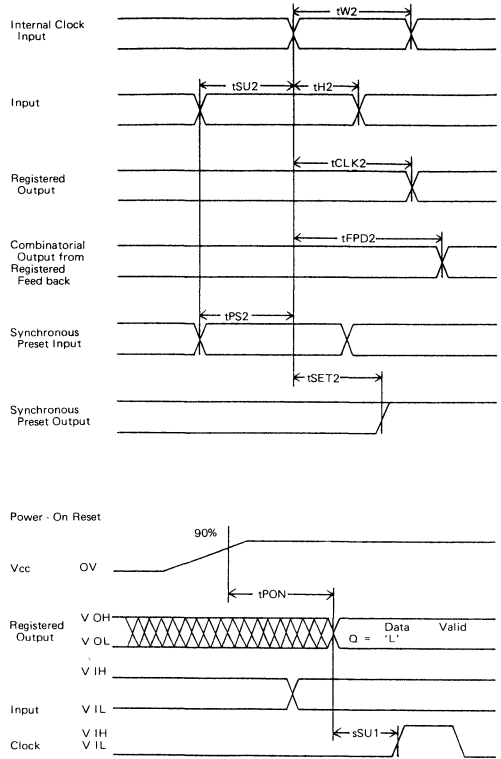 Internal Clock
Input
tW2
Input
tSU2
tH2
Registered
Output
tCLK2
Combinatorial
Output from
Registered
Feed back
tFPD2
Synchronous
Preset Input
tPS2
Synchronous
Preset Output
tSET2
Power - On Reset
90%
Vcc OV
tPON
Registered
Output
V OH
V OL
Data Valid
Q = 'L'
V IH
Input V IL
sSU1
V IH
Clock V IL